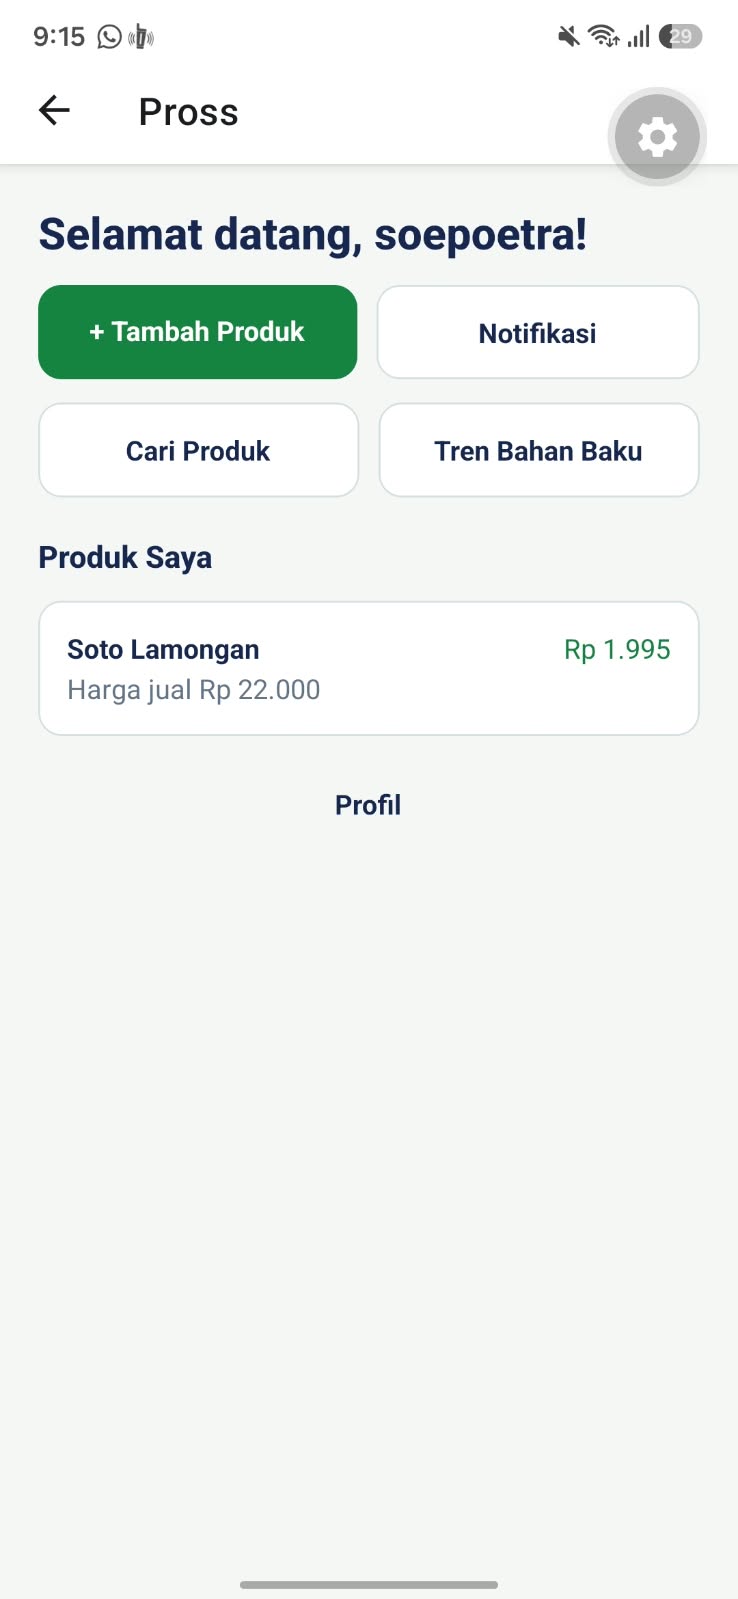 9:15
29
Pross
Selamat datang, soepoetra!
+ Tambah Produk
Notifikasi
Cari Produk
Tren Bahan Baku
Produk Saya
Soto Lamongan
Rp 1.995
Harga jual Rp 22.000
Profil